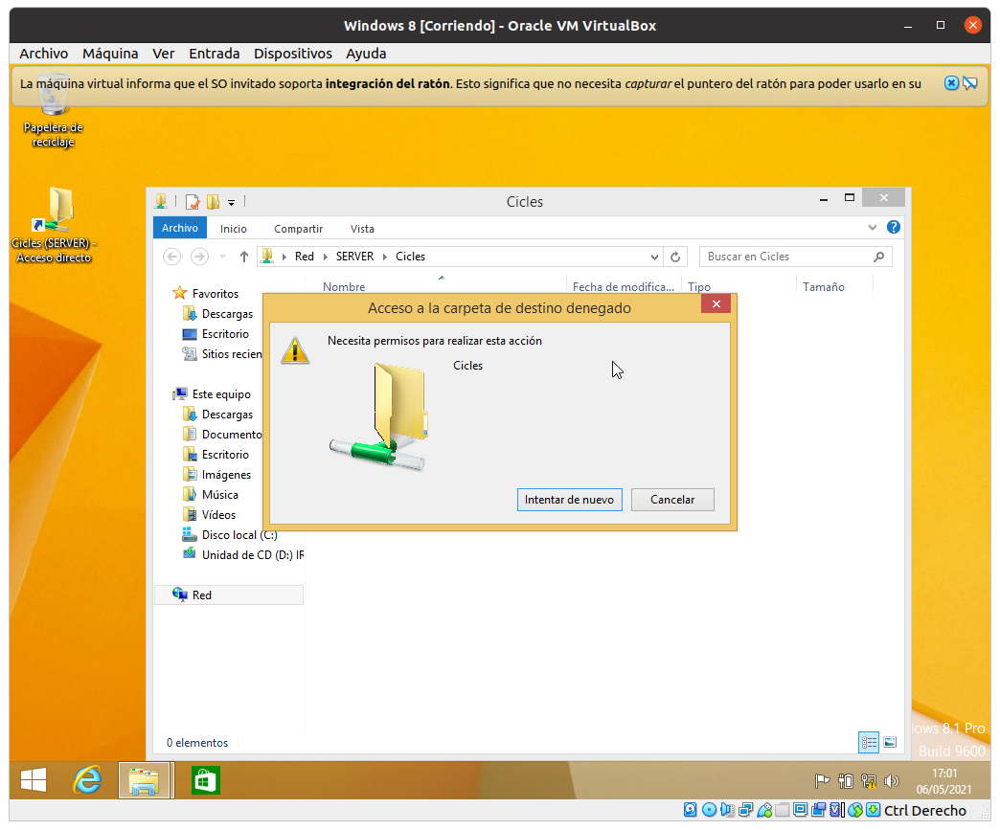 Windows 8 [Corriendo] - Oracle VM VirtualBox
Archivo Máquina Ver Entrada Dispositivos Ayuda
La máquina virtual informa que el SO invitado soporta integración del ratón. Esto significa que no necesita capturar el puntero del ratón para poder usarlo en su
Papelera de
reciclaje
Cicles (SERVER) -
Acceso directo
Cicles
Archivo Inicio Compartir Vista
Red SERVER Cicles
Buscar en Cicles
Nombre Fecha de modifica... Tipo Tamaño
Favoritos
Descargas
Escritorio
Sitios recien
Este equipo
Descargas
Documento
Escritorio
Imágenes
Música
Vídeos
Disco local (C:)
Unidad de CD (D:) IR
Red
Acceso a la carpeta de destino denegado
Necesita permisos para realizar esta acción
Cicles
Intentar de nuevo Cancelar
0 elementos
lows 8.1 Pro
Build 9600
17:01
06/05/2021
Ctrl Derecho